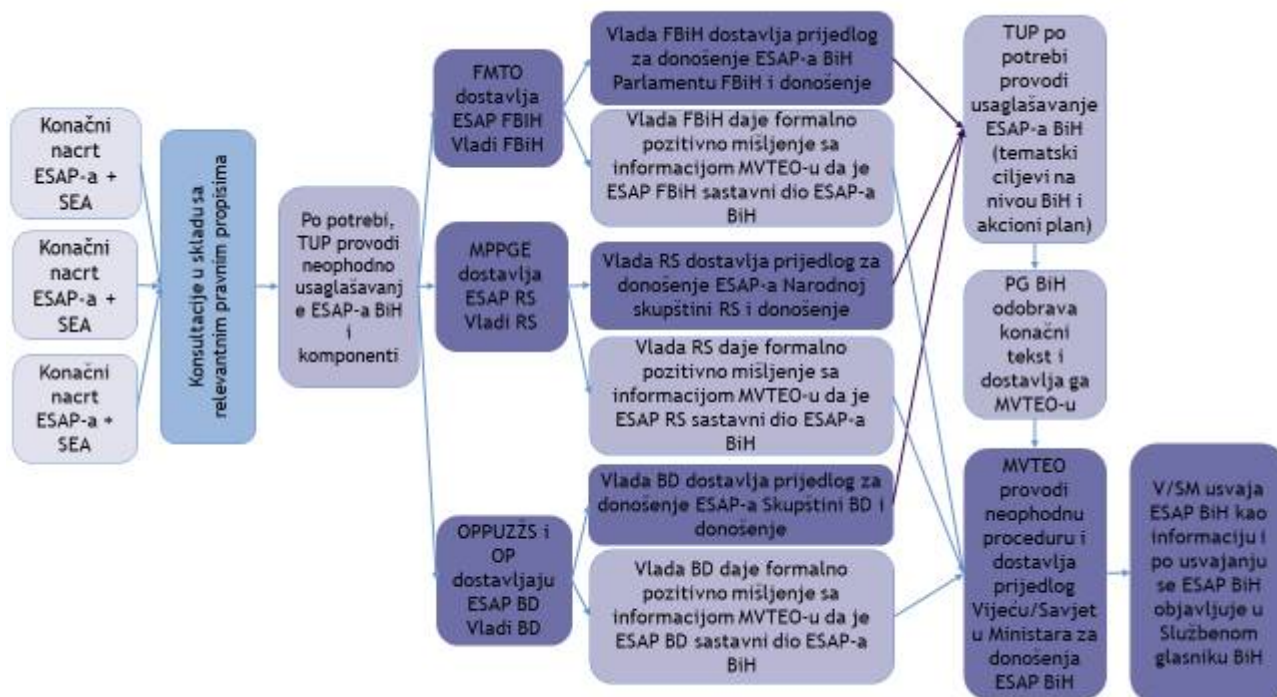 Konačni
nacrt
ESAP-a +
SEA
Konačni
nacrt
ESAP-a +
SEA
Konačni
nacrt
ESAP-a +
SEA
Konsultacije u skladu sa
relevantnim pravnim propisima
Po potrebi,
TUP provodi
neophodno
usaglašavanj
e ESAP-a BiH
i
komponenti
FMTO
dostavlja
ESAP FBIH
Vladi FBiH
MPPGE
dostavlja
ESAP RS
Vladi RS
OPPUZŽS i
OP
dostavljaju
ESAP BD
Vladi BD
Vlada FBiH dostavlja prijedlog
za donošenje ESAP-a BiH
Parlamentu FBiH i donošenje
Vlada FBiH daje formalno
pozitivno mišljenje sa
informacijom MVTEO-u da je
ESAP FBiH sastavni dio ESAP-a
BiH
Vlada RS dostavlja prijedlog za
donošenje ESAP-a Narodnoj
skupštini RS i donošenje
Vlada RS daje formalno
pozitivno mišljenje sa
informacijom MVTEO-u da je
ESAP RS sastavni dio ESAP-a
BiH
Vlada BD dostavlja prijedlog za
donošenje ESAP-a Skupštini BD i
donošenje
Vlada BD daje formalno
pozitivno mišljenje sa
informacijom MVTEO-u da je
ESAP BD sastavni dio ESAP-a
BiH
TUP po
potrebi
provodi
usaglašavanje
ESAP-a BiH
(tematski
ciljevi na
nivou BiH i
akcioni plan)
PG BiH
odobrava
konačni
tekst i
dostavlja ga
MVTEO-u
MVTEO
provodi
neophodnu
proceduru i
dostavlja
prijedlog
Vijeću/Savjet
u Ministara za
donošenja
ESAP BiH
V/SM usvaja
ESAP BiH kao
informaciju i
po usvajanju
se ESAP BiH
objavljuje u
Službenom
glasniku BiH